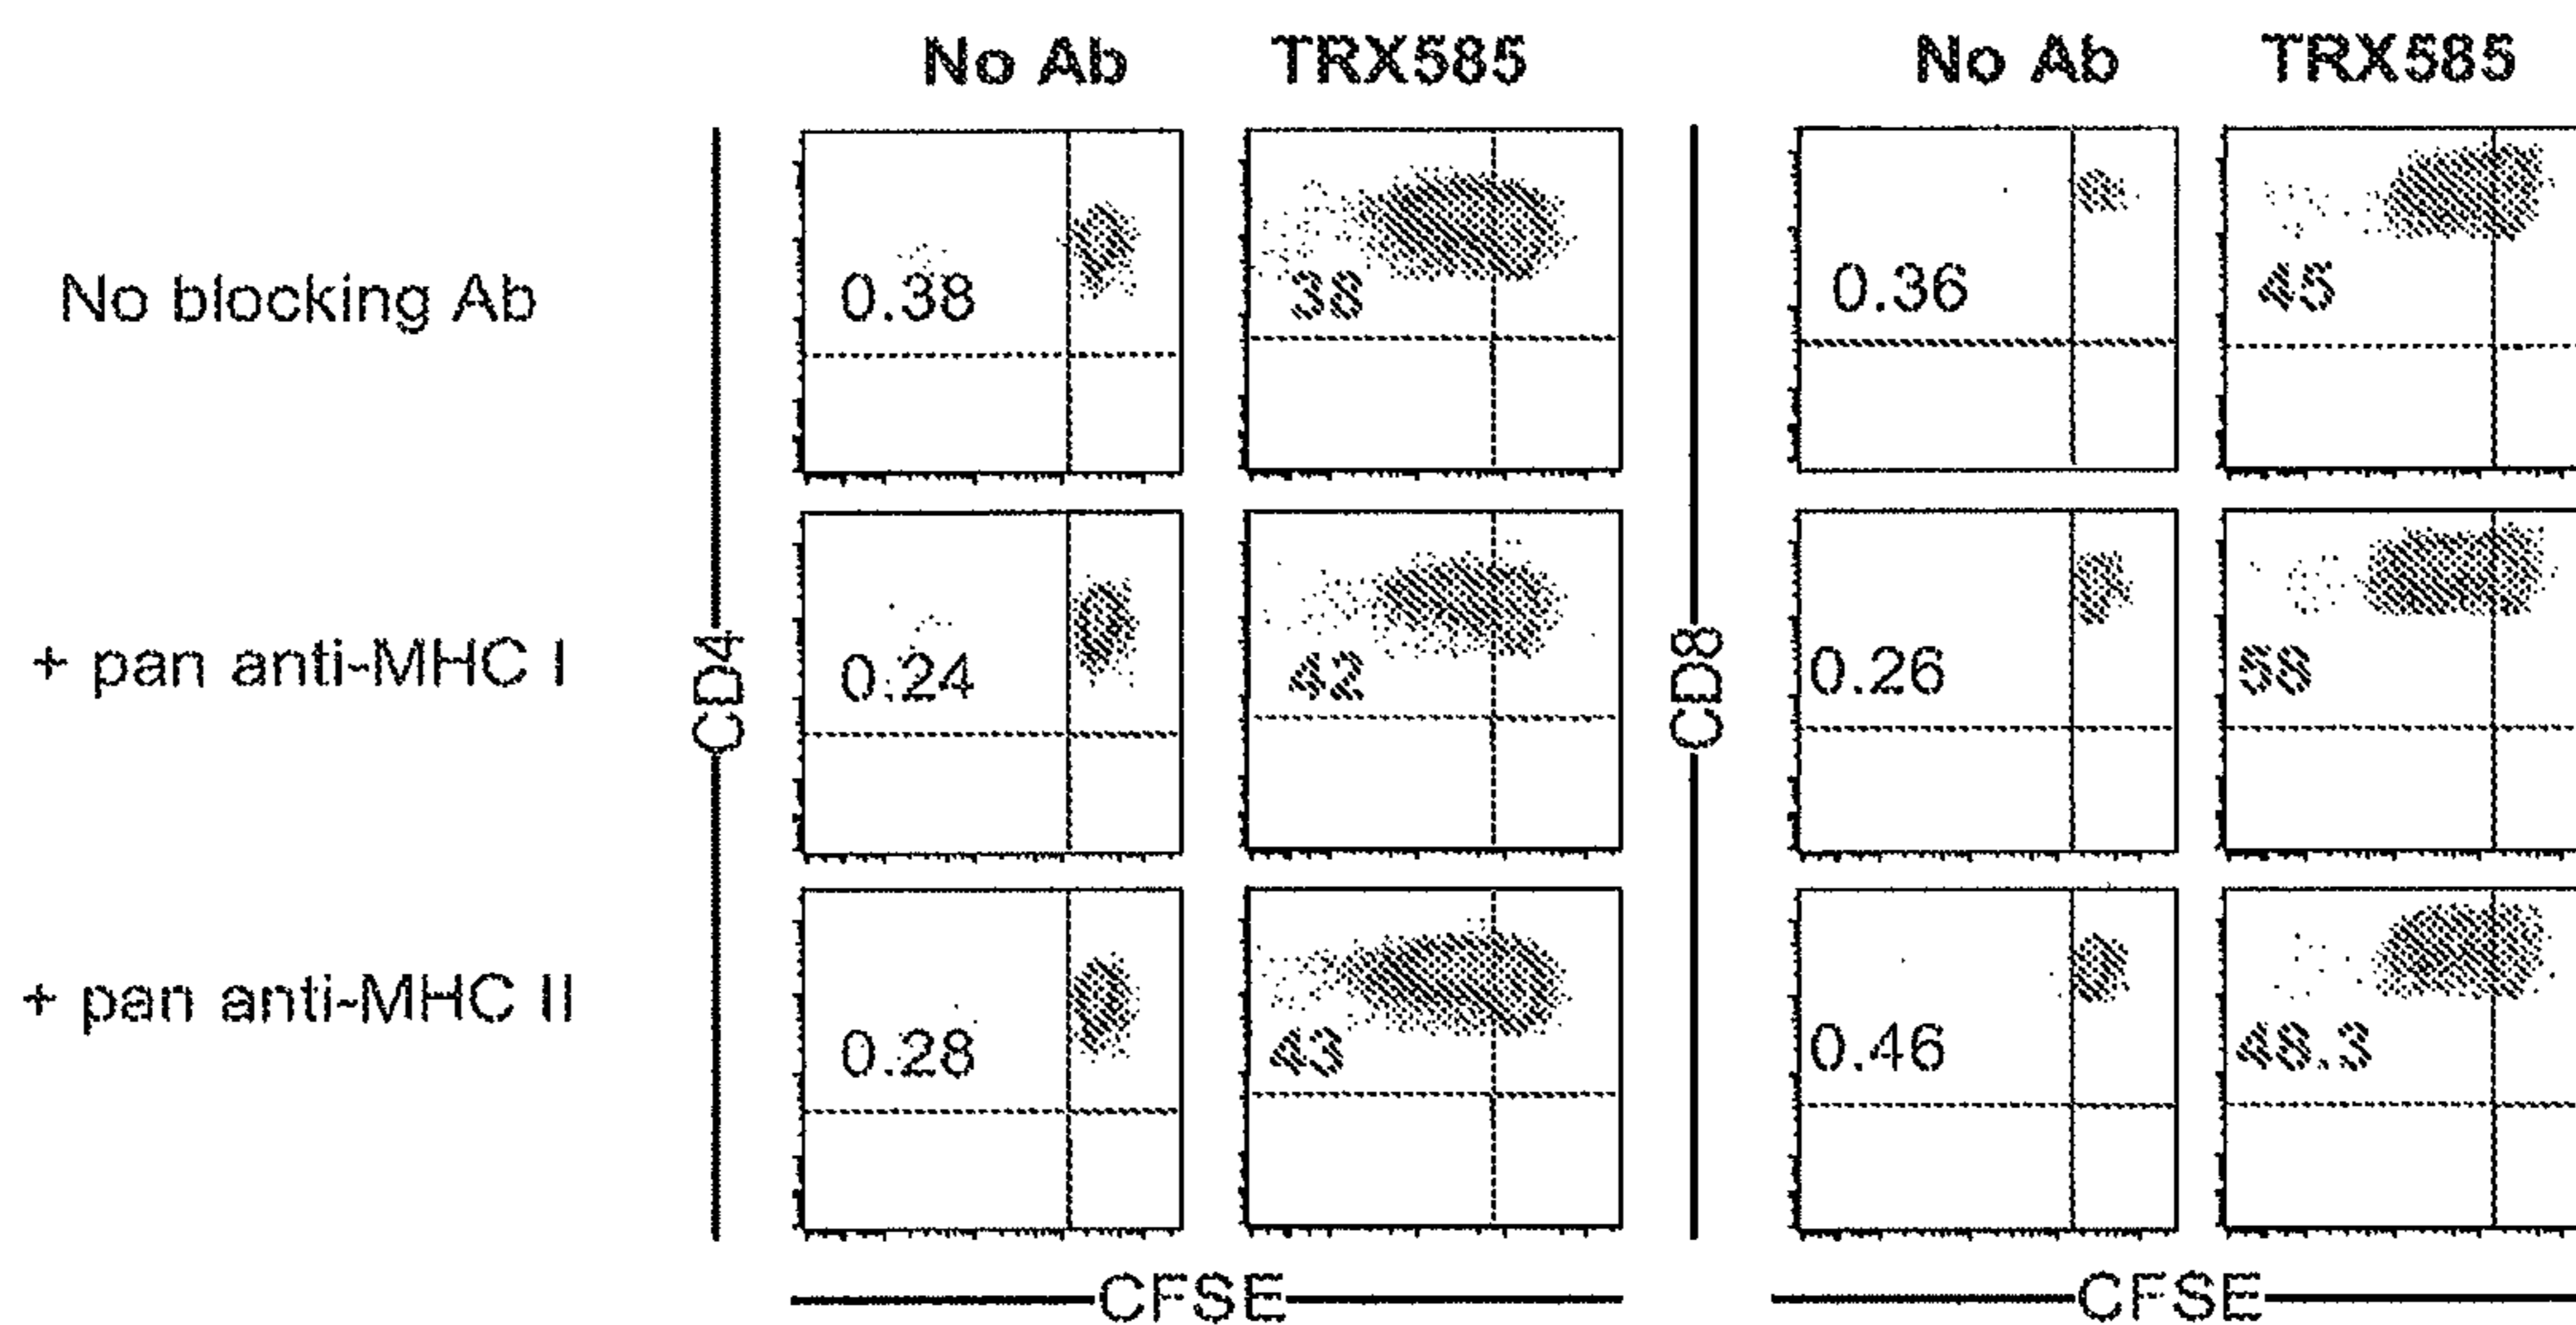 No Ab TRX585 No Ab TRX585
No blocking Ab 0.38 38 0.36 45
+ pan anti-MHC I 0.24 42 0.26 58
CD4 CD8
+ pan anti-MHC II 0.28 43 0.46 48.3
CFSE CFSE